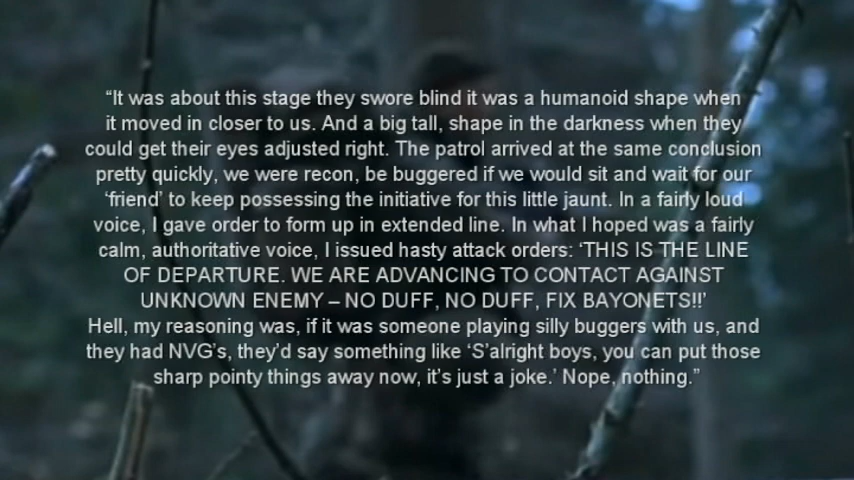 “It was about this stage they swore blind it was a humanoid shape when
it moved in closer to us. And a big tall, shape in the darkness when they
could get their eyes adjusted right. The patrol arrived at the same conclusion
pretty quickly, we were recon, be buggered if we would sit and wait for our
‘friend’ to keep possessing the initiative for this little jaunt. In a fairly loud
voice, I gave order to form up in extended line. In what I hoped was a fairly
calm, authoritative voice, I issued hasty attack orders: ‘THIS IS THE LINE
OF DEPARTURE. WE ARE ADVANCING TO CONTACT AGAINST
UNKNOWN ENEMY – NO DUFF, NO DUFF, FIX BAYONETS!!’
Hell, my reasoning was, if it was someone playing silly buggers with us, and
they had NVG’s, they’d say something like ‘S’alright boys, you can put those
sharp pointy things away now, it’s just a joke.’ Nope, nothing.”